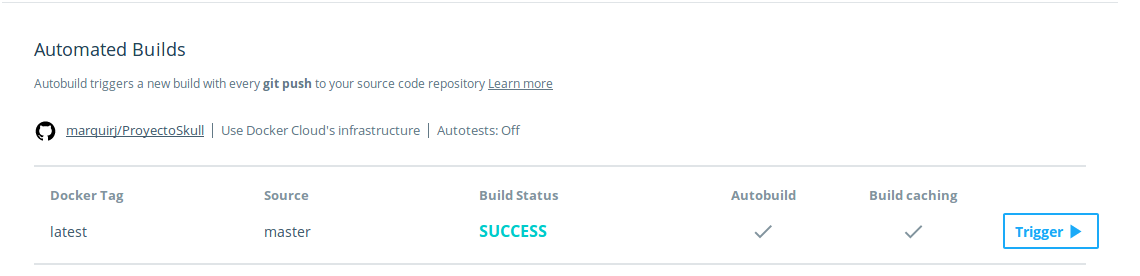 Automated Builds
Autobuild triggers a new build with every git push to your source code repository Learn more
marquirj/ProyectoSkull | Use Docker Cloud's infrastructure | Autotests: Off
Docker Tag Source Build Status Autobuild Build caching
latest master SUCCESS Trigger